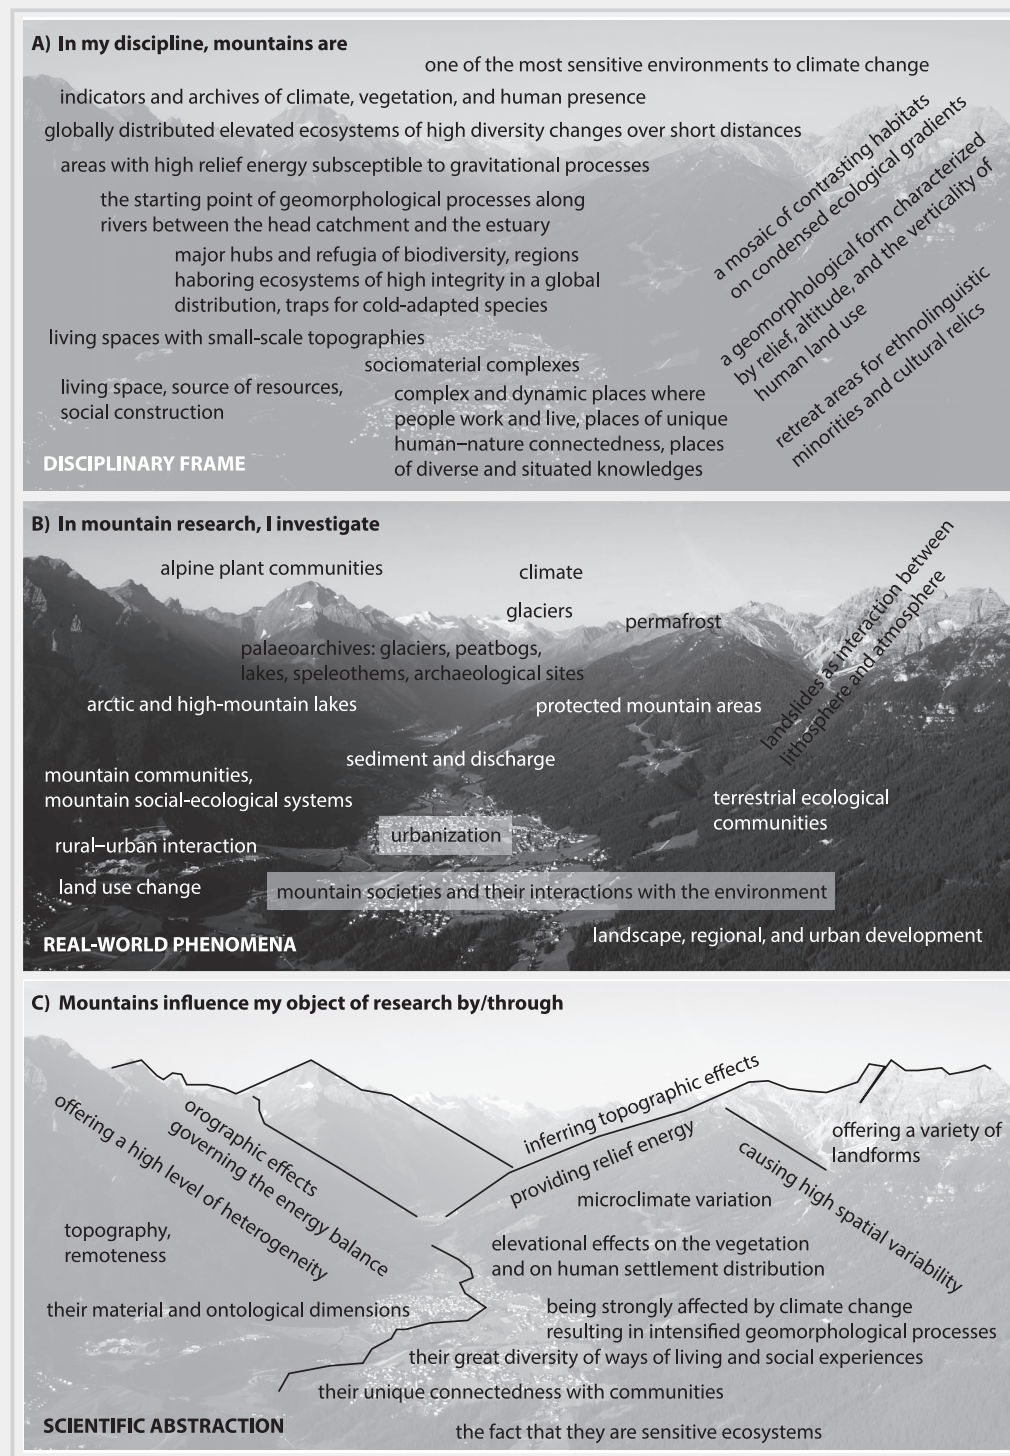 A) In my discipline, mountains are
one of the most sensitive environments to climate change
indicators and archives of climate, vegetation, and human presence
globally distributed elevated ecosystems of high diversity changes over short distances
areas with high relief energy subsceptible to gravitational processes
the starting point of geomorphological processes along
rivers between the head catchment and the estuary
major hubs and refugia of biodiversity, regions
haboring ecosystems of high integrity in a global
distribution, traps for cold-adapted species
a mosaic of contrasting habitats
on condensed ecological gradients
a geomorphological form characterized
by relief, altitude, and the verticality of
human land use
retreat areas for ethnolinguistic
minorities and cultural relics
living spaces with small-scale topographies
sociomaterial complexes
living space, source of resources,
social construction
complex and dynamic places where
people work and live, places of unique
human–nature connectedness, places
of diverse and situated knowledges
DISCIPLINARY FRAME
B) In mountain research, I investigate
alpine plant communities
climate
glaciers
permafrost
landslides as interaction between
lithosphere and atmosphere
palaeoarchives: glaciers, peatbogs,
lakes, speleothems, archaeological sites
arctic and high-mountain lakes
protected mountain areas
sediment and discharge
mountain communities,
mountain social-ecological systems
terrestrial ecological
communities
urbanization
rural–urban interaction
land use change
mountain societies and their interactions with the environment
landscape, regional, and urban development
REAL-WORLD PHENOMENA
C) Mountains influence my object of research by/through
offering a high level of heterogeneity
orographic effects
governing the energy balance
inferring topographic effects
providing relief energy
causing high spatial variability
offering a variety of
landforms
microclimate variation
topography,
remoteness
elevational effects on the vegetation
and on human settlement distribution
their material and ontological dimensions
being strongly affected by climate change
resulting in intensified geomorphological processes
their great diversity of ways of living and social experiences
their unique connectedness with communities
SCIENTIFIC ABSTRACTION
the fact that they are sensitive ecosystems